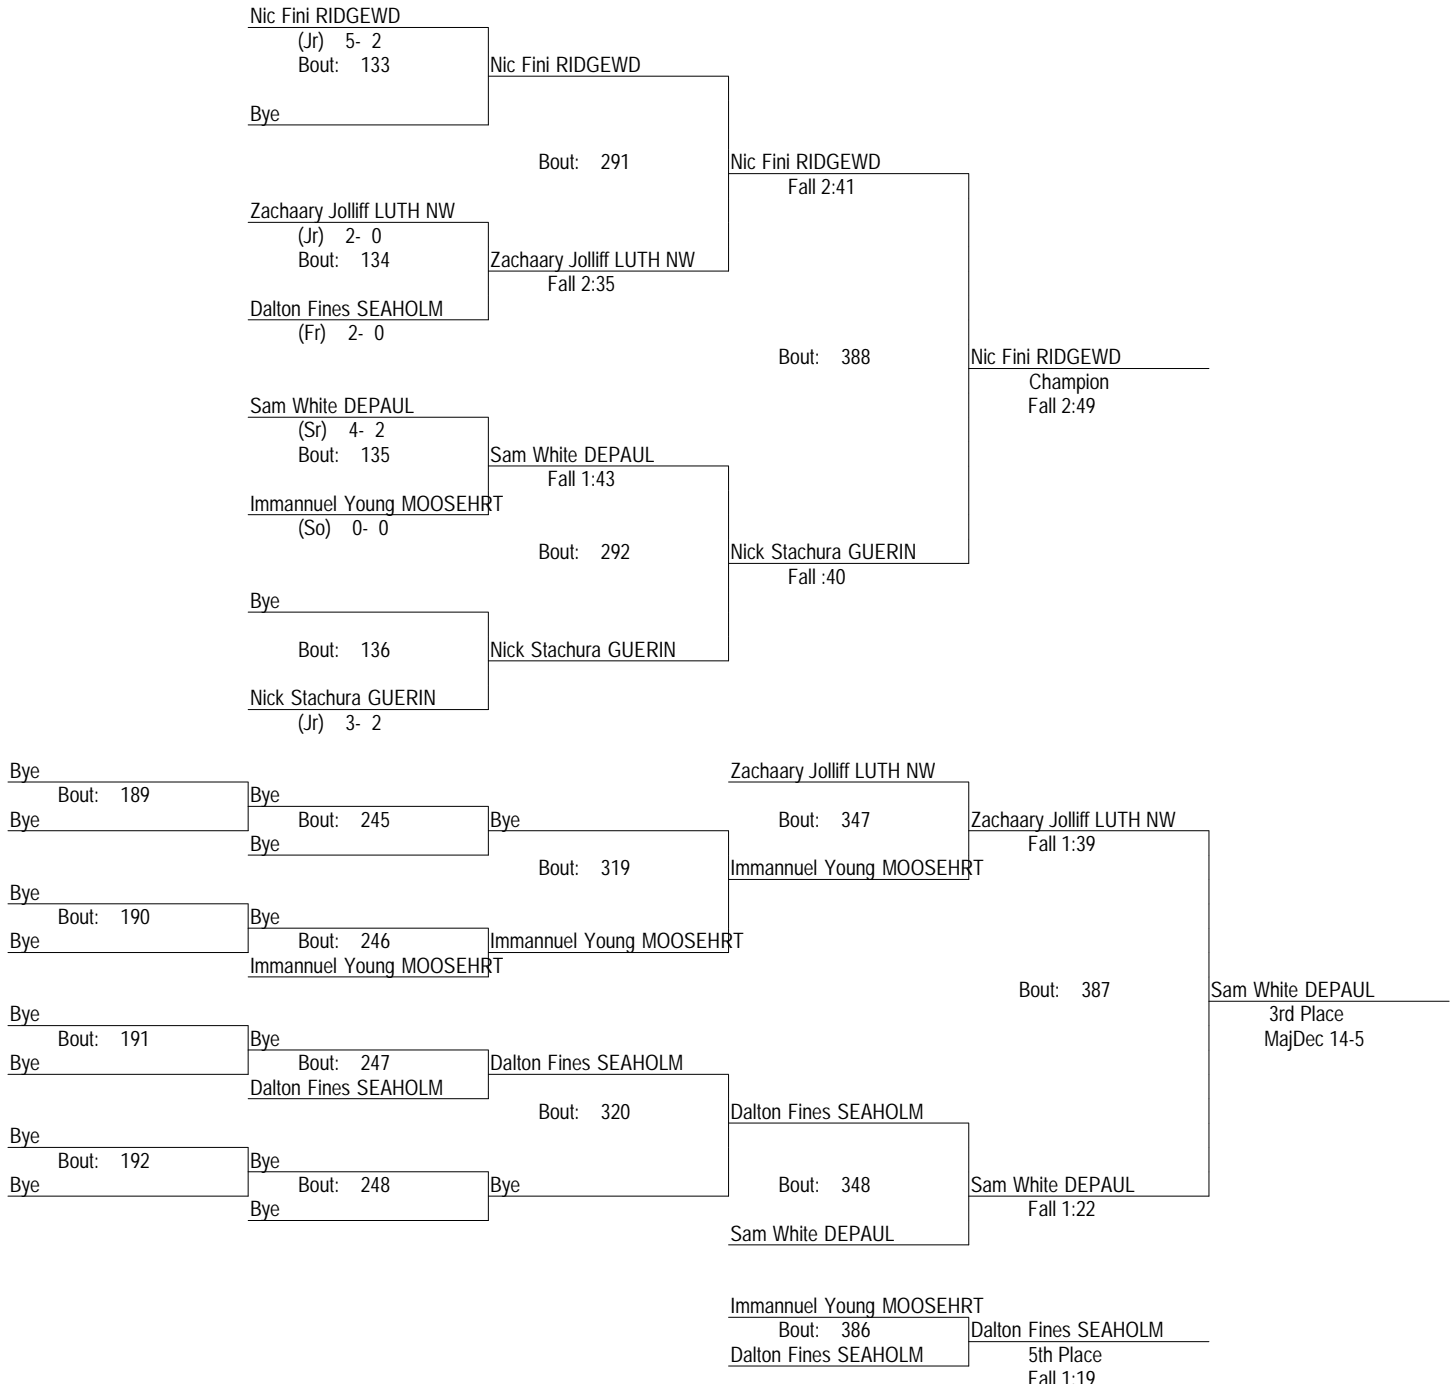 Nic Fini RIDGEWD
(Jr) 5- 2
Bout: 133
Nic Fini RIDGEWD
Bye
Bout: 291
Nic Fini RIDGEWD
Fall 2:41
Zachaary Jolliff LUTH NW
(Jr) 2- 0
Bout: 134
Zachaary Jolliff LUTH NW
Fall 2:35
Dalton Fines SEAHOLM
(Fr) 2- 0
Bout: 388
Nic Fini RIDGEWD
Champion
Fall 2:49
Sam White DEPAUL
(Sr) 4- 2
Bout: 135
Sam White DEPAUL
Fall 1:43
Immannuel Young MOOSEHRT
(So) 0- 0
Bout: 292
Nick Stachura GUERIN
Fall :40
Bye
Bout: 136
Nick Stachura GUERIN
Nick Stachura GUERIN
(Jr) 3- 2
Bye
Bout: 189
Bye
Bye
Bout: 245
Bye
Bye
Bout: 319
Zachaary Jolliff LUTH NW
Bout: 347
Immannuel Young MOOSEHRT
Zachaary Jolliff LUTH NW
Fall 1:39
Bye
Bout: 190
Bye
Bye
Bout: 246
Immannuel Young MOOSEHRT
Immannuel Young MOOSEHRT
Bout: 387
Sam White DEPAUL
3rd Place
MajDec 14-5
Bye
Bout: 191
Bye
Bye
Bout: 247
Dalton Fines SEAHOLM
Dalton Fines SEAHOLM
Bout: 320
Dalton Fines SEAHOLM
Bye
Bout: 192
Bye
Bye
Bout: 248
Bye
Bye
Bout: 348
Sam White DEPAUL
Sam White DEPAUL
Fall 1:22
Immannuel Young MOOSEHRT
Bout: 386
Dalton Fines SEAHOLM
Dalton Fines SEAHOLM
5th Place
Fall 1:19